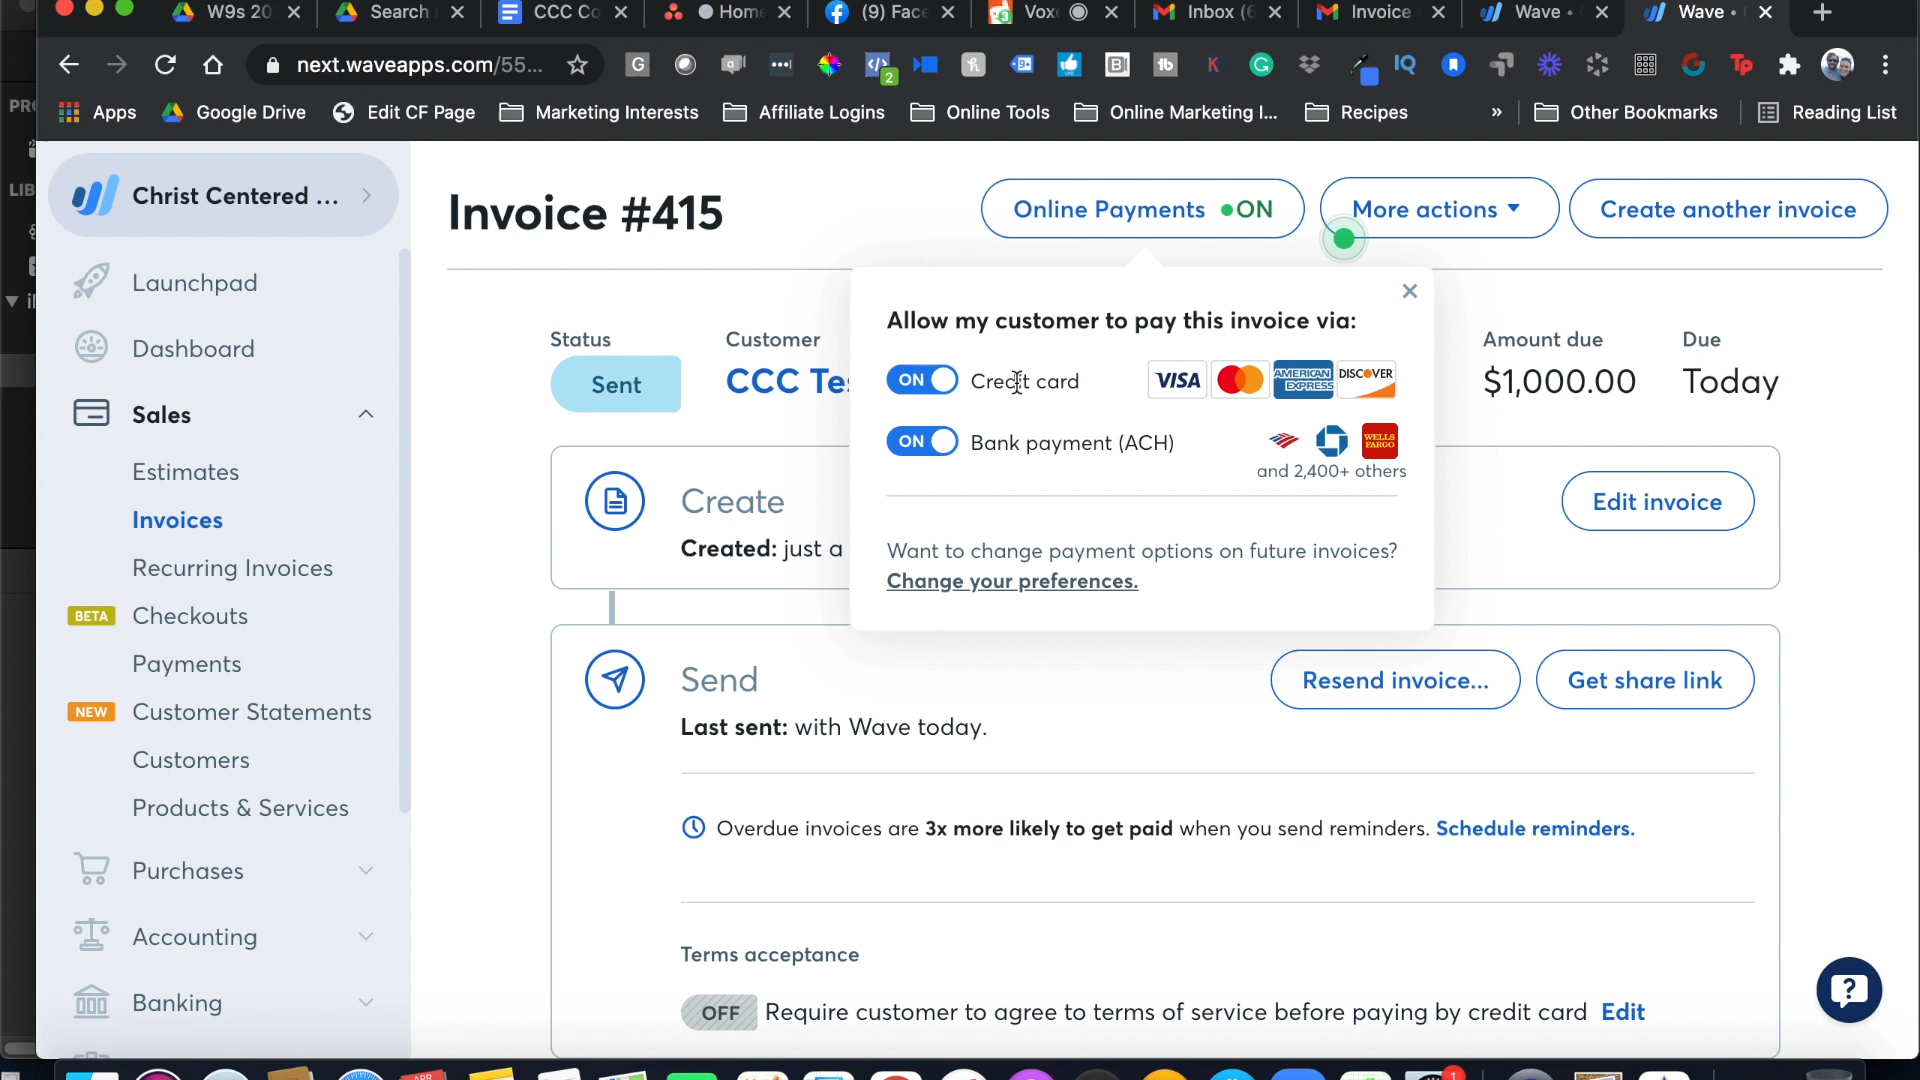 W9s 20
Search
CCC Co
Home
(9) Face
Voxe
Inbox (6
Invoice
Wave •
Wave •
next.waveapps.com/55...
2
Apps
Google Drive
Edit CF Page
Marketing Interests
Affiliate Logins
Online Tools
Online Marketing I...
Recipes
»
Other Bookmarks
Reading List
Christ Centered ...
Launchpad
Dashboard
Sales
Estimates
Invoices
Recurring Invoices
BETA Checkouts
Payments
NEW Customer Statements
Customers
Products & Services
Purchases
Accounting
Banking
Invoice #415
Online Payments ON
More actions
Create another invoice
Status
Sent
Customer
CCC Tes
Amount due
$1,000.00
Due
Today
Allow my customer to pay this invoice via:
ON Credit card
VISA
AMERICAN EXPRESS
DISCOVER
ON Bank payment (ACH)
WELLS FARGO
and 2,400+ others
Want to change payment options on future invoices?
Change your preferences.
Create
Created: just a
Edit invoice
Send
Last sent: with Wave today.
Resend invoice...
Get share link
Overdue invoices are 3x more likely to get paid when you send reminders. Schedule reminders.
Terms acceptance
OFF Require customer to agree to terms of service before paying by credit card Edit
APR
1